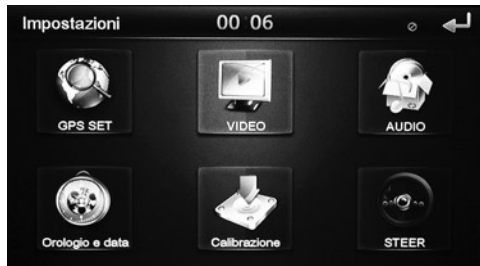 Impostazioni 00 06
GPS SET VIDEO AUDIO
Orologio e data Calibrazione STEER